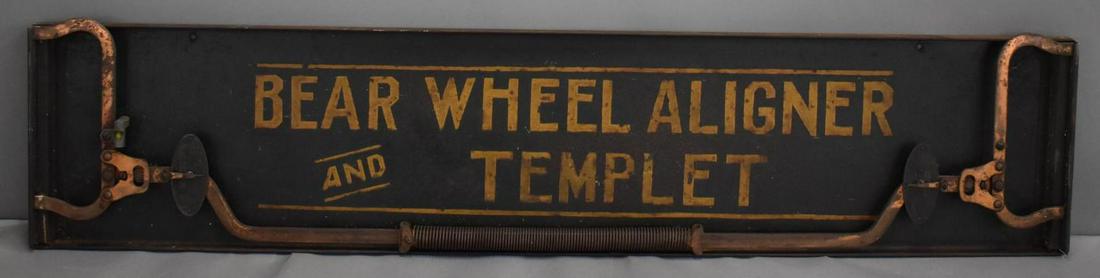 BEAR WHEEL ALIGNER
AND TEMPLET